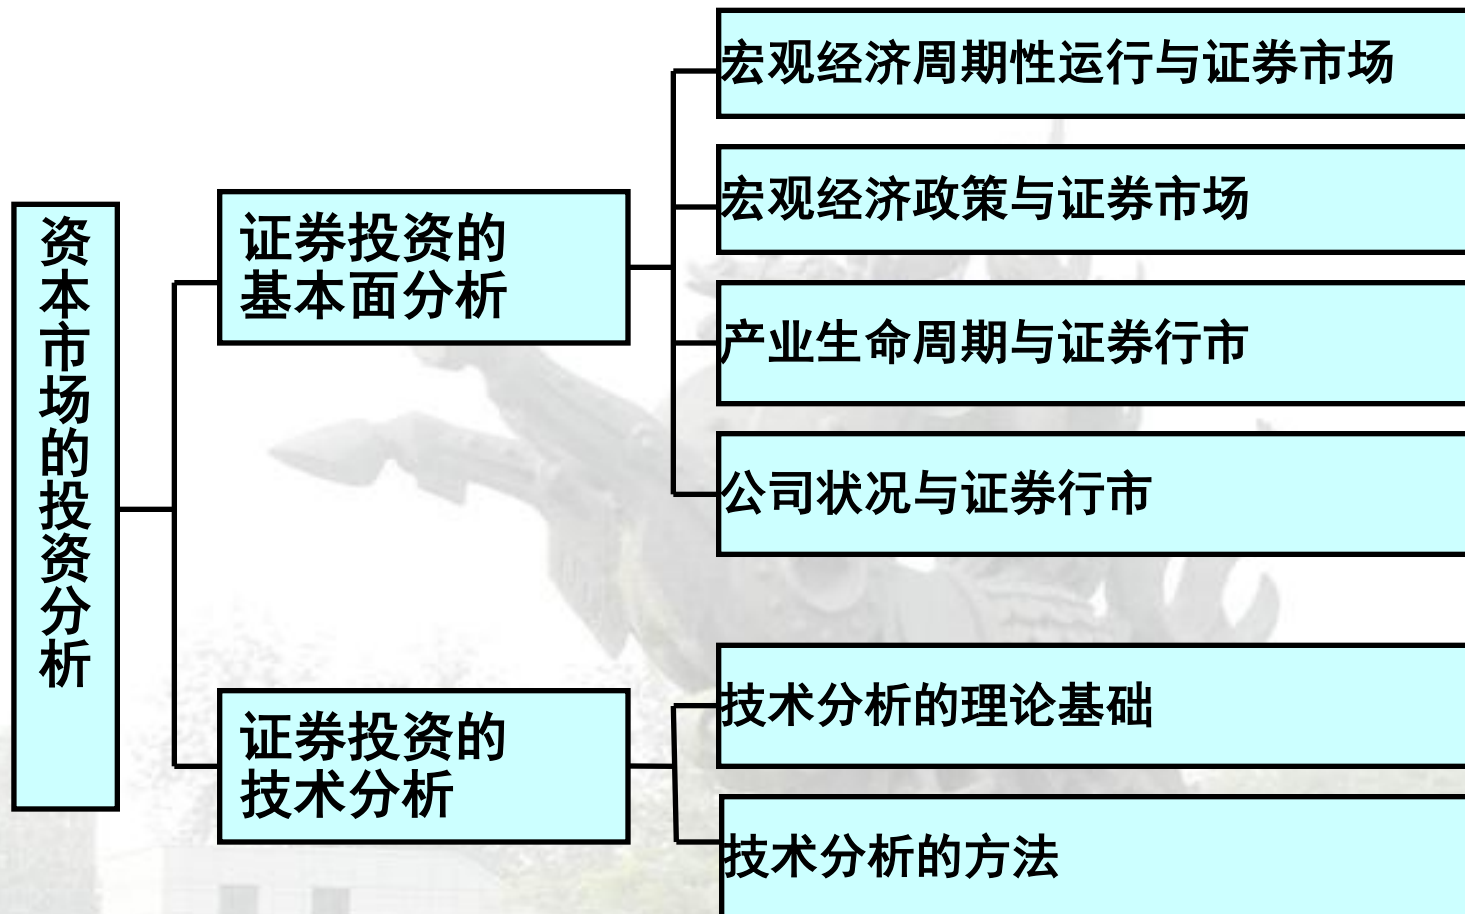 资本市场的投资分析
证券投资的
基本面分析
宏观经济周期性运行与证券市场
宏观经济政策与证券市场
产业生命周期与证券行市
公司状况与证券行市
证券投资的
技术分析
技术分析的理论基础
技术分析的方法